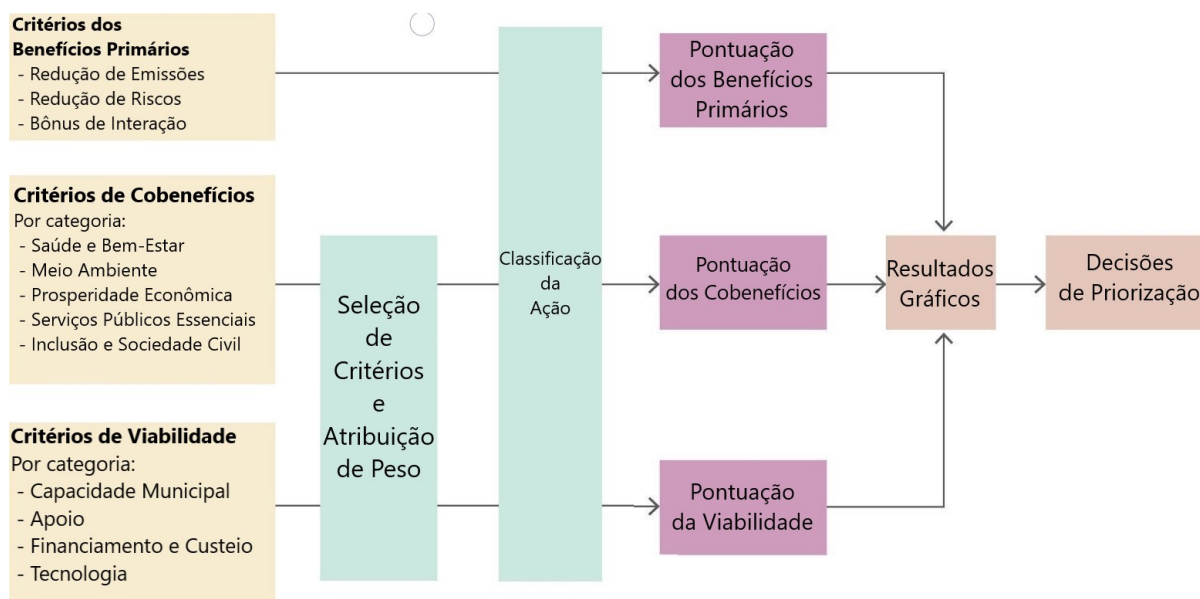 Critérios dos
Benefícios Primários
- Redução de Emissões
- Redução de Riscos
- Bônus de Interação
Critérios de Cobenefícios
Por categoria:
- Saúde e Bem-Estar
- Meio Ambiente
- Prosperidade Econômica
- Serviços Públicos Essenciais
- Inclusão e Sociedade Civil
Critérios de Viabilidade
Por categoria:
- Capacidade Municipal
- Apoio
- Financiamento e Custeio
- Tecnologia
Seleção
de
Critérios
e
Atribuição
de Peso
Classificação
da
Ação
Pontuação
dos Benefícios
Primários
Pontuação
dos Cobenefícios
Pontuação
da Viabilidade
Resultados
Gráficos
Decisões
de Priorização